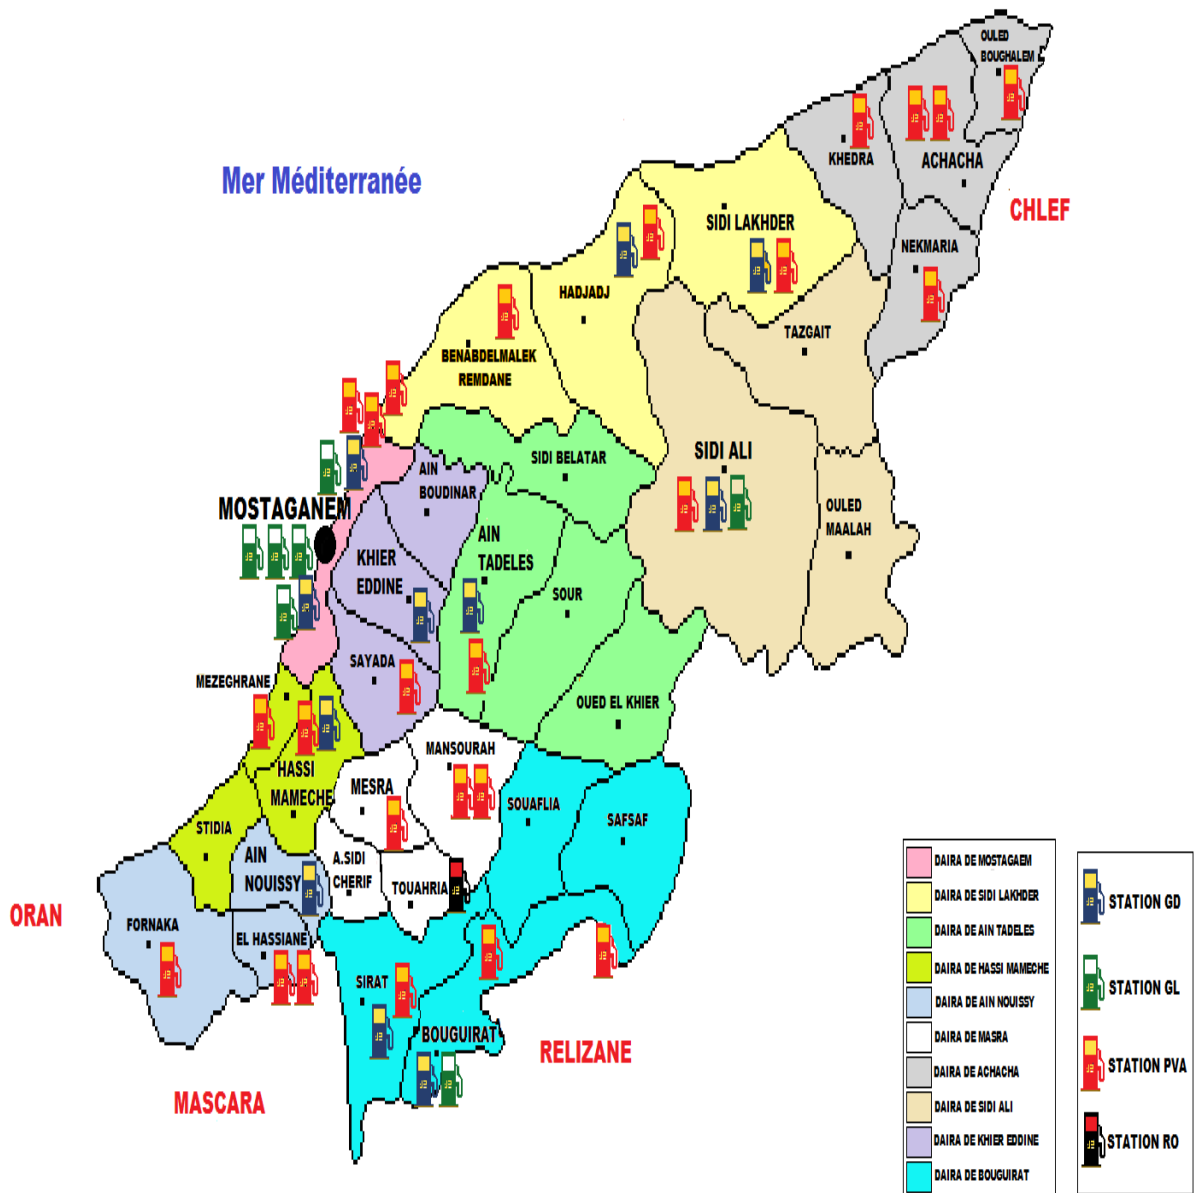 OULED
BOUGHALEM
KHEDRA
ACHACHA
Mer Méditerranée
CHLEF
SIDI LAKHDER
NEKMARIA
HADJADJ
TAZGAIT
BENABDELMALEK
REMDANE
SIDI BELATAR
SIDI ALI
AIN
BOUDINAR
MOSTAGANEM
OULED
MAALAH
AIN
TADELES
KHIER
EDDINE
SOUR
SAYADA
MEZEGHRANE
OUED EL KHIER
MANSOURAH
HASSI
MAMECHE
MESRA
SOUAFLIA
SAFSAF
STIDIA
AIN
NOUISSY
A.SIDI
CHERIF
TOUAHRIA
ORAN
FORNAKA
EL HASSIANE
SIRAT
BOUGUIRAT
RELIZANE
MASCARA
DAIRA DE MOSTAGAEM
DAIRA DE SIDI LAKHDER
DAIRA DE AIN TADELES
DAIRA DE HASSI MAMECHE
DAIRA DE AIN NOUISSY
DAIRA DE MASRA
DAIRA DE ACHACHA
DAIRA DE SIDI ALI
DAIRA DE KHIER EDDINE
DAIRA DE BOUGUIRAT
STATION GD
STATION GL
STATION PVA
STATION RO